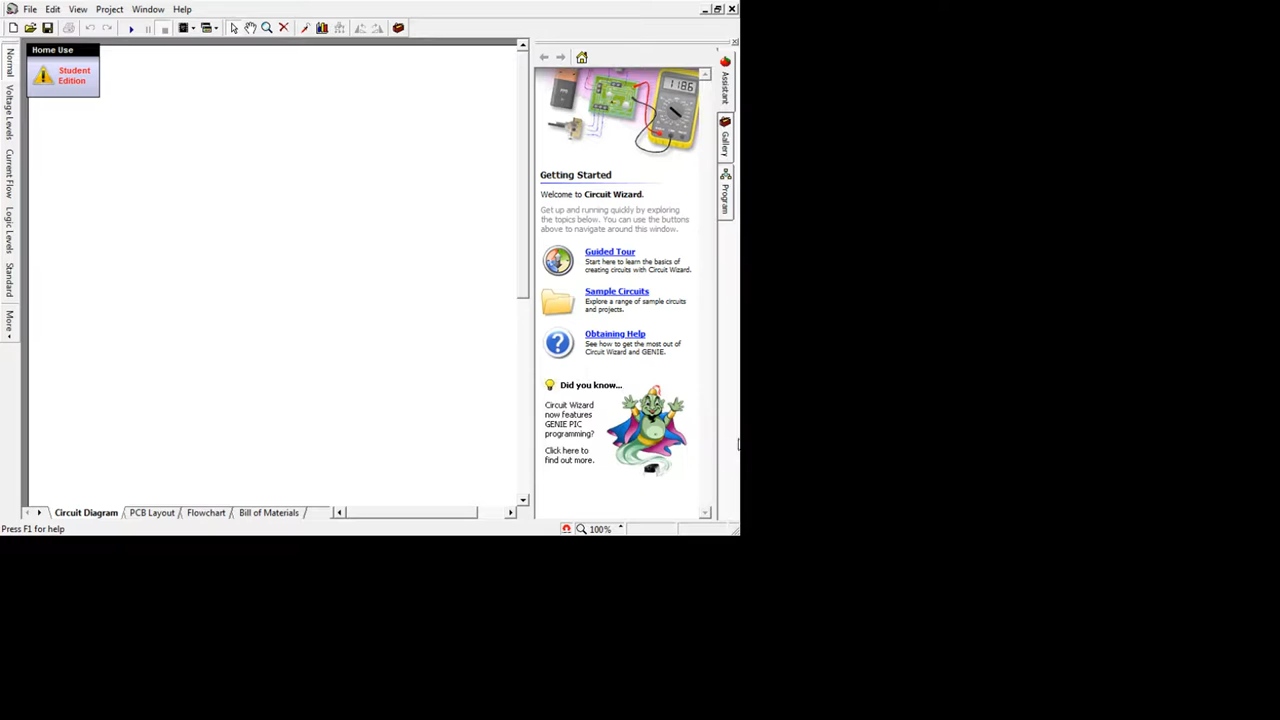 File Edit View Project Window Help
Home Use
Student
Edition
Normal
Voltage Levels
Current Flow
Logic Levels
Standard
More
1186
Getting Started
Welcome to Circuit Wizard.
Get up and running quickly by exploring
the topics below. You can use the buttons
above to navigate around this window.
Guided Tour
Start here to learn the basics of
creating circuits with Circuit Wizard.
Sample Circuits
Explore a range of sample circuits
and projects.
Obtaining Help
See how to get the most out of
Circuit Wizard and GENIE.
Did you know...
Circuit Wizard
now features
GENIE PIC
programming?
Click here to
find out more.
Assistant
Gallery
Program
Circuit Diagram PCB Layout Flowchart Bill of Materials
Press F1 for help
100%